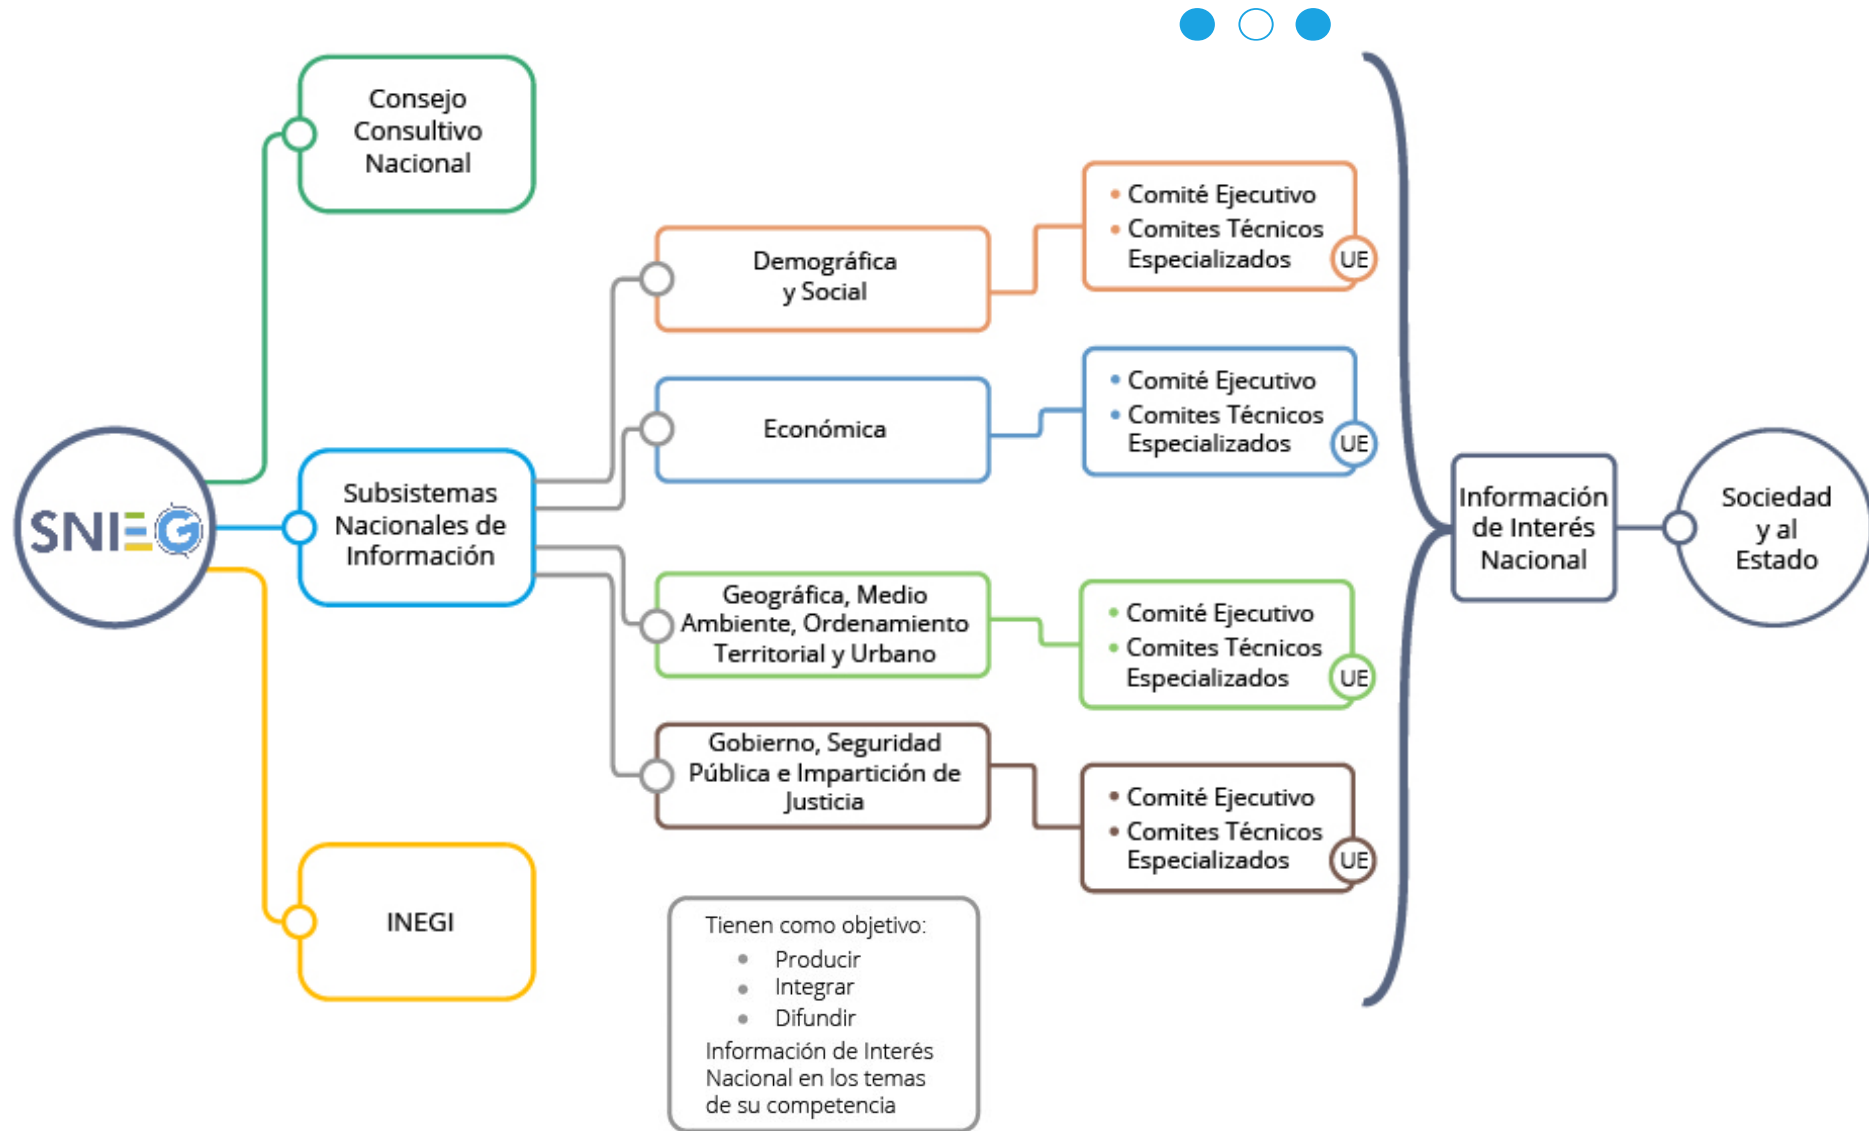 Consejo
Consultivo
Nacional
SNIEG
Subsistemas
Nacionales de
Información
INEGI
Demográfica
y Social
• Comité Ejecutivo
• Comites Técnicos
Especializados
UE
Económica
• Comité Ejecutivo
• Comites Técnicos
Especializados
UE
Geográfica, Medio
Ambiente, Ordenamiento
Territorial y Urbano
• Comité Ejecutivo
• Comites Técnicos
Especializados
UE
Gobierno, Seguridad
Pública e Impartición de
Justicia
• Comité Ejecutivo
• Comites Técnicos
Especializados
UE
Tienen como objetivo:
• Producir
• Integrar
• Difundir
Información de Interés
Nacional en los temas
de su competencia
Información
de Interés
Nacional
Sociedad
y al
Estado